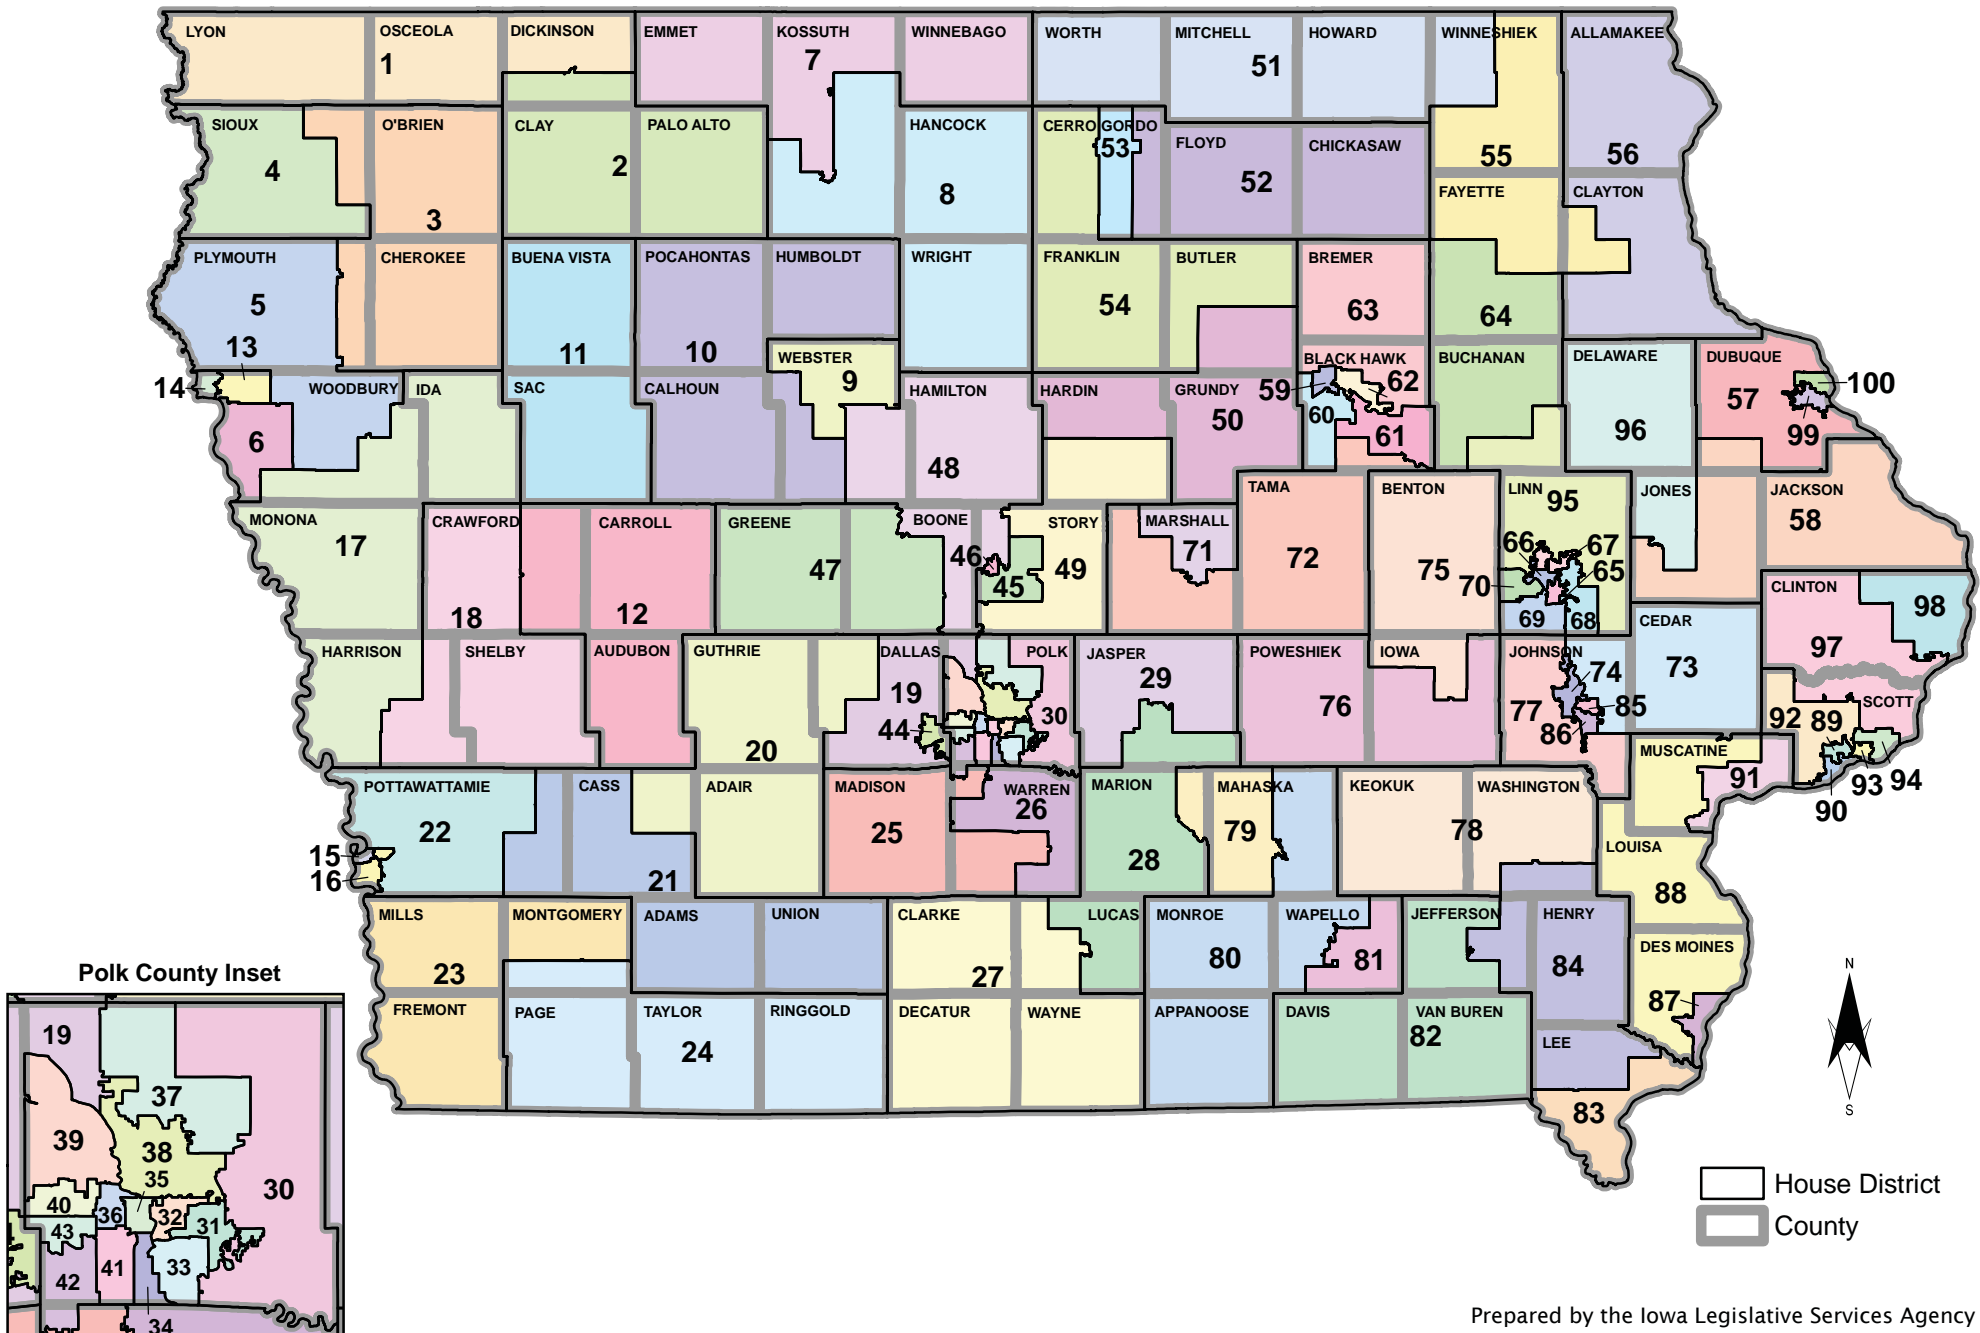 LYON
OSCEOLA
DICKINSON
EMMET
KOSSUTH
WINNEBAGO
WORTH
MITCHELL
HOWARD
WINNESHIEK
ALLAMAKEE
1
7
51
SIOUX
O'BRIEN
CLAY
PALO ALTO
HANCOCK
CERRO GORDO
FLOYD
CHICKASAW
4
3
2
8
53
52
55
56
FAYETTE
CLAYTON
PLYMOUTH
CHEROKEE
BUENA VISTA
POCAHONTAS
HUMBOLDT
WRIGHT
FRANKLIN
BUTLER
BREMER
5
11
10
54
63
64
13
14
WEBSTER
9
BLACK HAWK
BUCHANAN
DELAWARE
DUBUQUE
WOODBURY
IDA
SAC
CALHOUN
HAMILTON
HARDIN
GRUNDY
59
62
60
61
100
57
99
6
48
50
96
MONONA
CRAWFORD
CARROLL
GREENE
BOONE
STORY
MARSHALL
TAMA
BENTON
LINN
JONES
JACKSON
17
18
12
47
46
45
49
71
72
75
95
66
67
65
70
69
68
58
CLINTON
98
97
CEDAR
73
HARRISON
SHELBY
AUDUBON
GUTHRIE
DALLAS
POLK
JASPER
POWESHIEK
IOWA
JOHNSON
20
19
44
30
29
76
77
74
85
86
SCOTT
92
89
93
94
90
MUSCATINE
91
POTTAWATTAMIE
CASS
ADAIR
MADISON
WARREN
MARION
MAHASKA
KEOKUK
WASHINGTON
22
15
16
21
25
26
28
79
78
LOUISA
88
MILLS
MONTGOMERY
ADAMS
UNION
CLARKE
LUCAS
MONROE
WAPELLO
JEFFERSON
HENRY
DES MOINES
23
27
80
81
84
87
FREMONT
PAGE
TAYLOR
RINGGOLD
DECATUR
WAYNE
APPANOOSE
DAVIS
VAN BUREN
LEE
24
82
83
Polk County Inset
19
37
39
38
35
30
40
36
32
31
43
42
41
33
34
N
S
House District
County
Prepared by the Iowa Legislative Services Agency